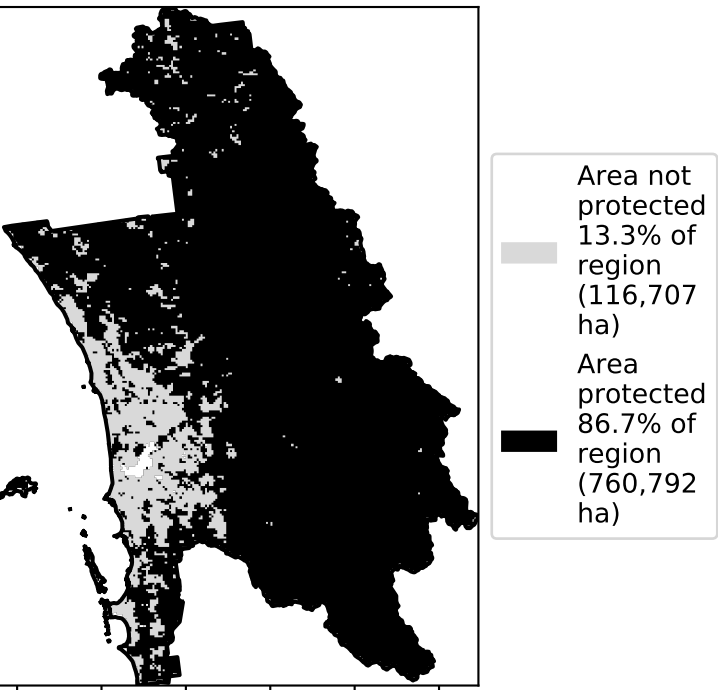 Area not
protected
13.3% of
region
(116,707
ha)
Area
protected
86.7% of
region
(760,792
ha)